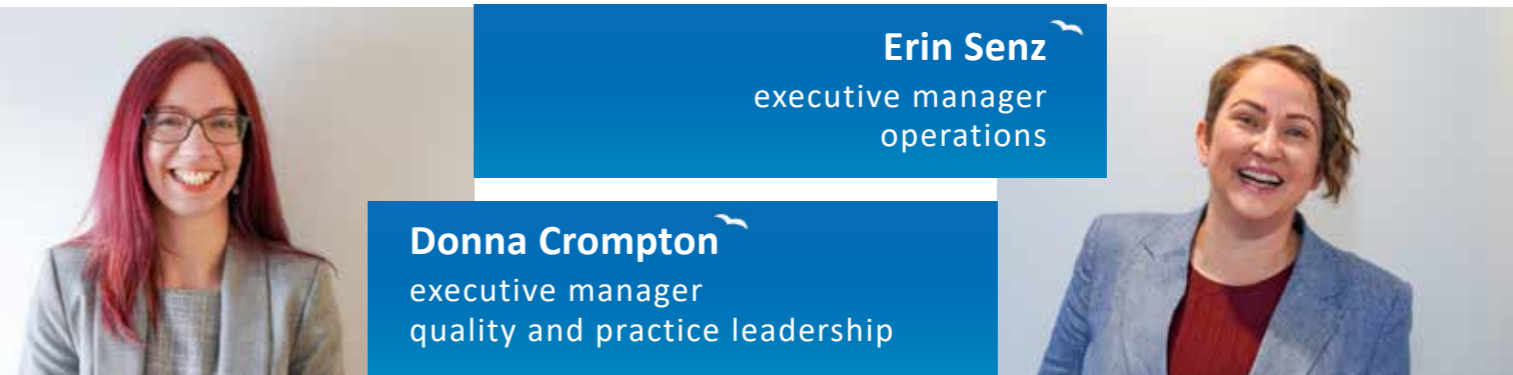 Erin Senz
executive manager
operations
Donna Crompton
executive manager
quality and practice leadership